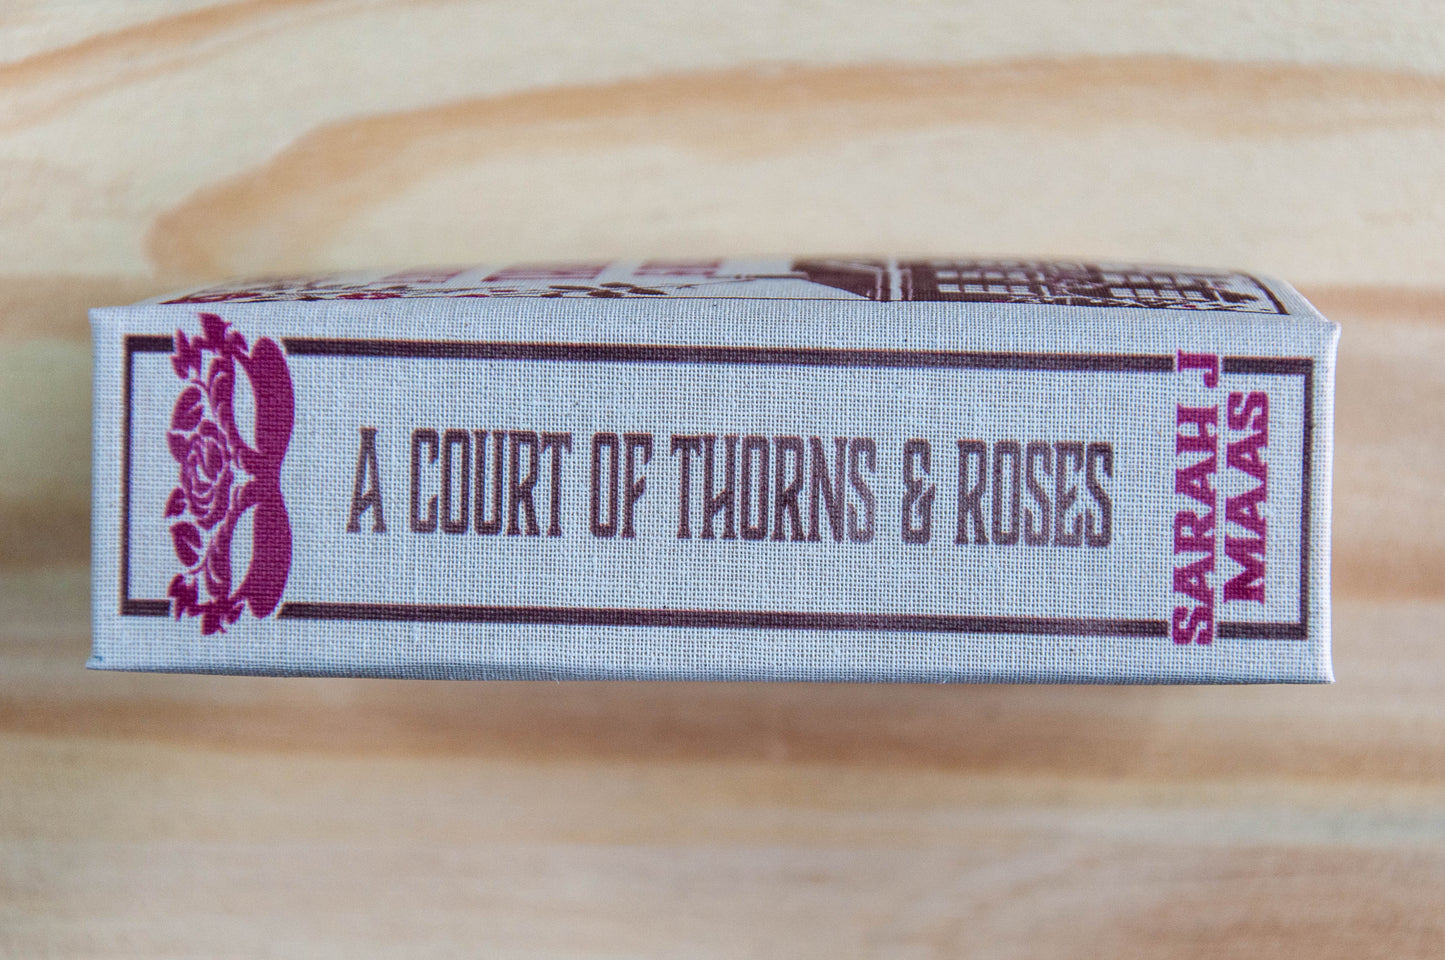 A COURT OF THORNS & ROSES
SARAH J
MAAS